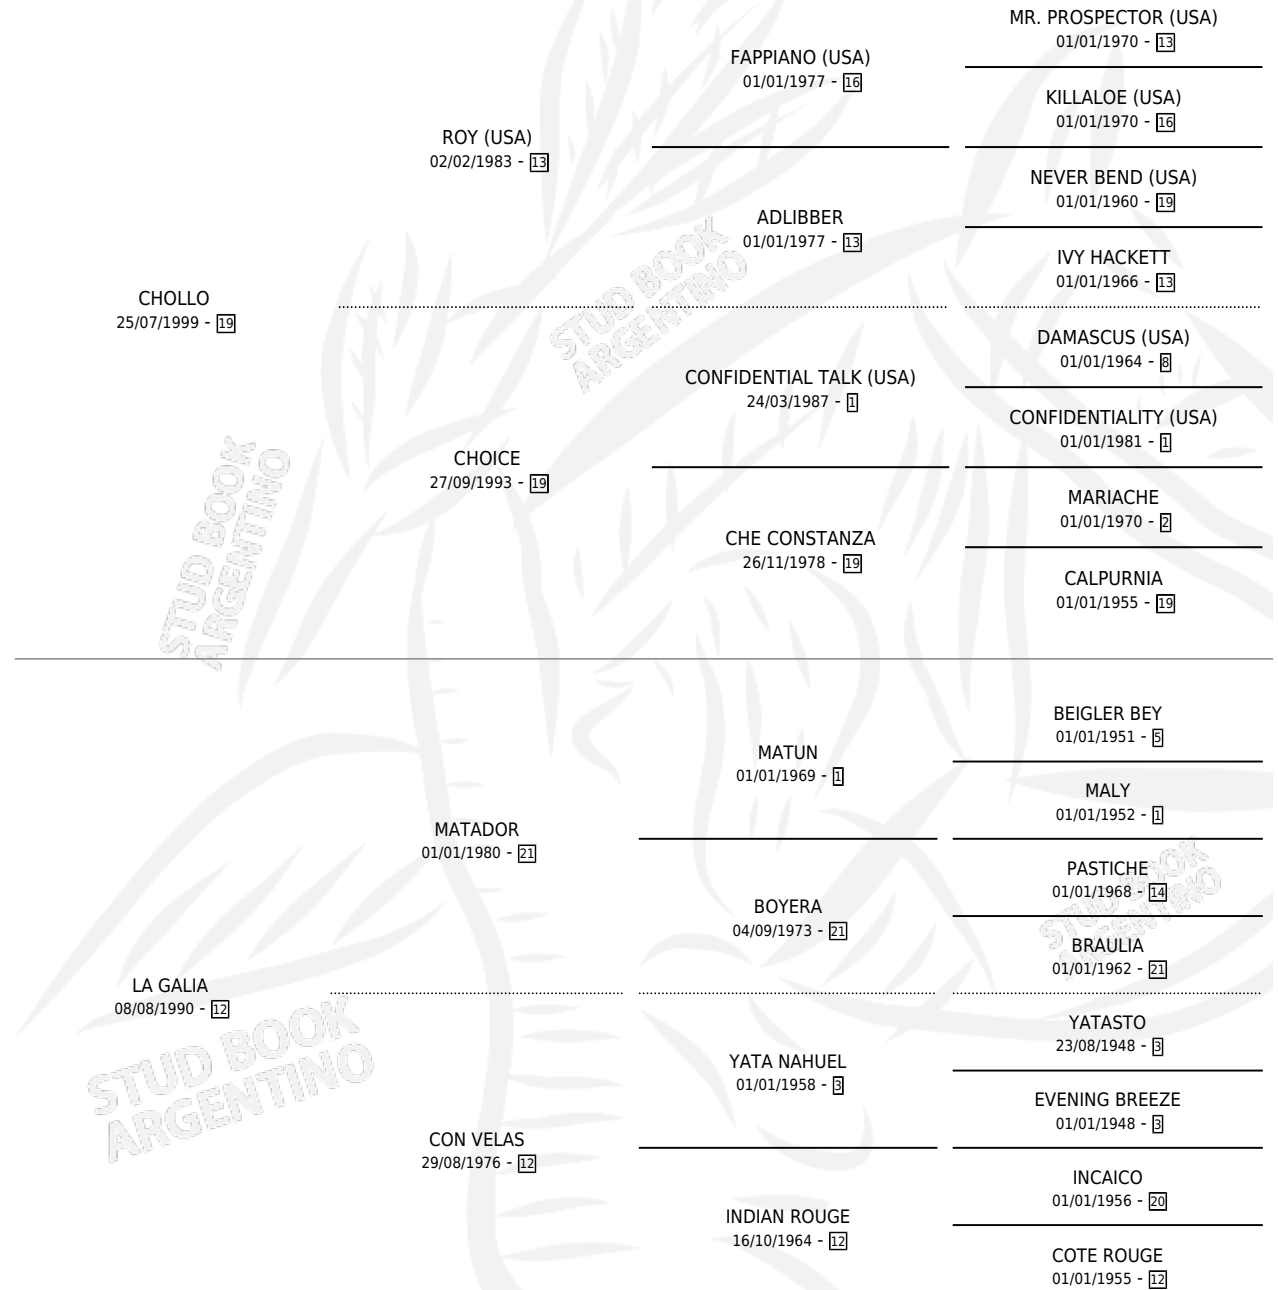 MR. PROSPECTOR (USA)
01/01/1970 - 13
FAPPIANO (USA)
01/01/1977 - 16
KILLALOE (USA)
01/01/1970 - 16
ROY (USA)
02/02/1983 - 13
NEVER BEND (USA)
01/01/1960 - 19
ADLIBBER
01/01/1977 - 13
IVY HACKETT
01/01/1966 - 13
CHOLLO
25/07/1999 - 19
STUD BOOK
ARGENTINO
DAMASCUS (USA)
01/01/1964 - 8
CONFIDENTIAL TALK (USA)
24/03/1987 - 1
CONFIDENTIALITY (USA)
01/01/1981 - 1
CHOICE
27/09/1993 - 19
MARIACHE
01/01/1970 - 2
CHE CONSTANZA
26/11/1978 - 19
CALPURNIA
01/01/1955 - 19
STUD BOOK
ARGENTINO
BEIGLER BEY
01/01/1951 - 5
MATUN
01/01/1969 - 1
MALY
01/01/1952 - 1
MATADOR
01/01/1980 - 21
PASTICHE
01/01/1968 - 14
BOYERA
04/09/1973 - 21
BRAULIA
01/01/1962 - 21
STUD BOOK
ARGENTINO
LA GALIA
08/08/1990 - 12
YATASTO
23/08/1948 - 3
YATA NAHUEL
01/01/1958 - 3
EVENING BREEZE
01/01/1948 - 3
STUD BOOK
ARGENTINO
CON VELAS
29/08/1976 - 12
INCAICO
01/01/1956 - 20
INDIAN ROUGE
16/10/1964 - 12
COTE ROUGE
01/01/1955 - 12